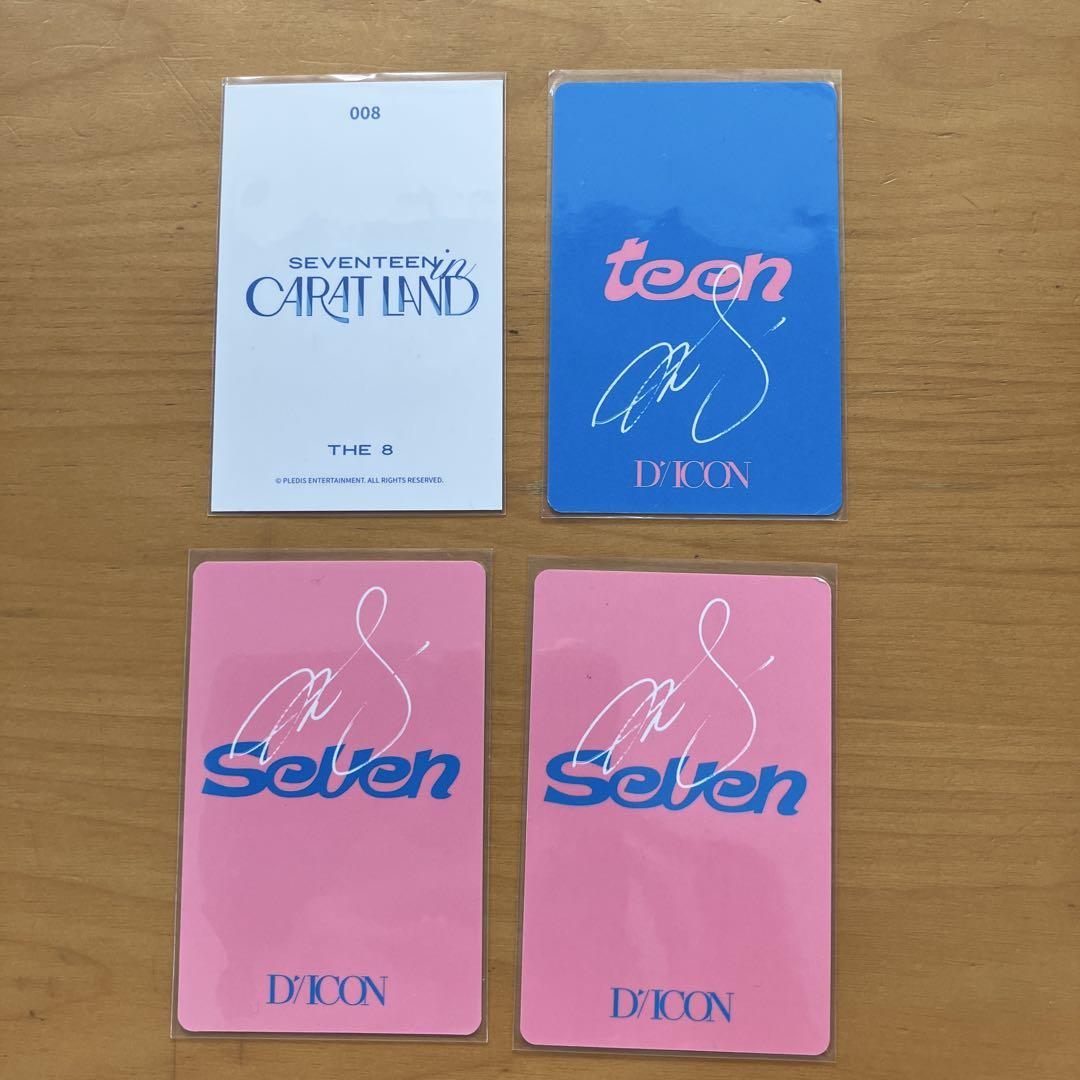 008
SEVENTEEN in
CARAT LAND
THE 8
© PLEDIS ENTERTAINMENT. ALL RIGHTS RESERVED.
teen
D'/ICON
Seven
D'/ICON
Seven
D'/ICON